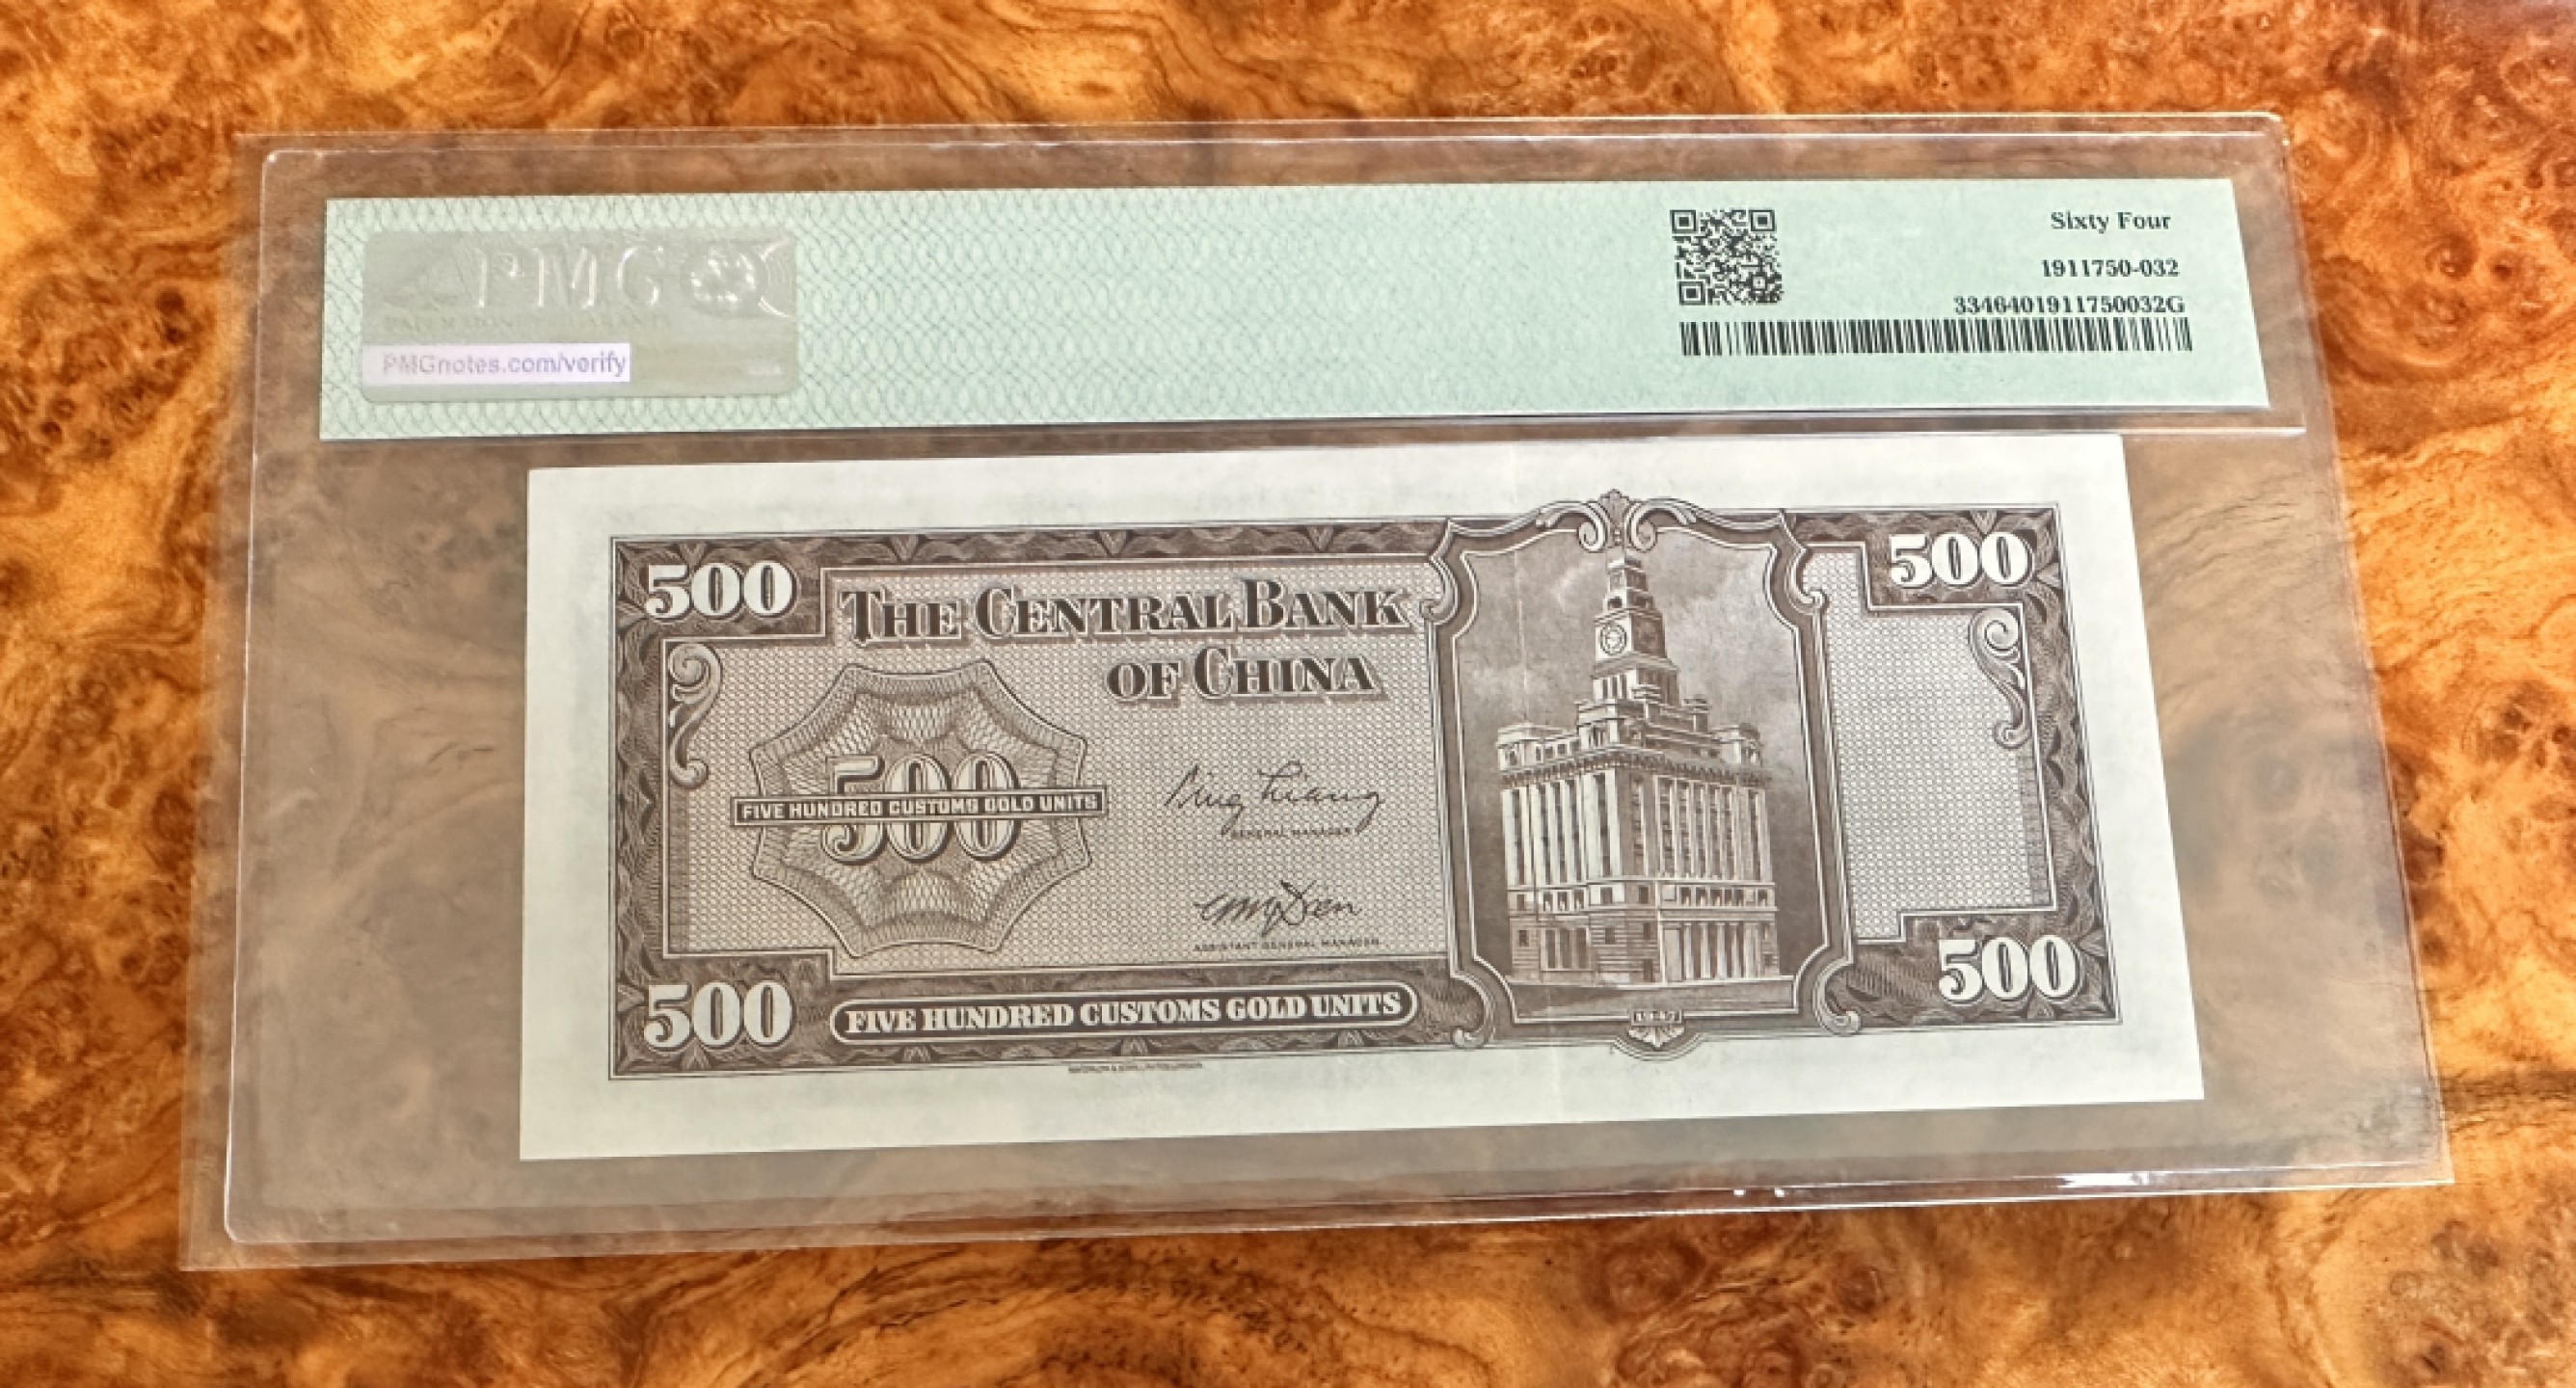 PMG
PMGnotes.com/verify
Sixty Four
1911750-032
3346401911750032G
500
500
THE CENTRAL BANK
OF CHINA
500
FIVE HUNDRED CUSTOMS GOLD UNITS
GENERAL MANAGER
ASSISTANT GENERAL MANAGER
500
FIVE HUNDRED CUSTOMS GOLD UNITS
1947
500